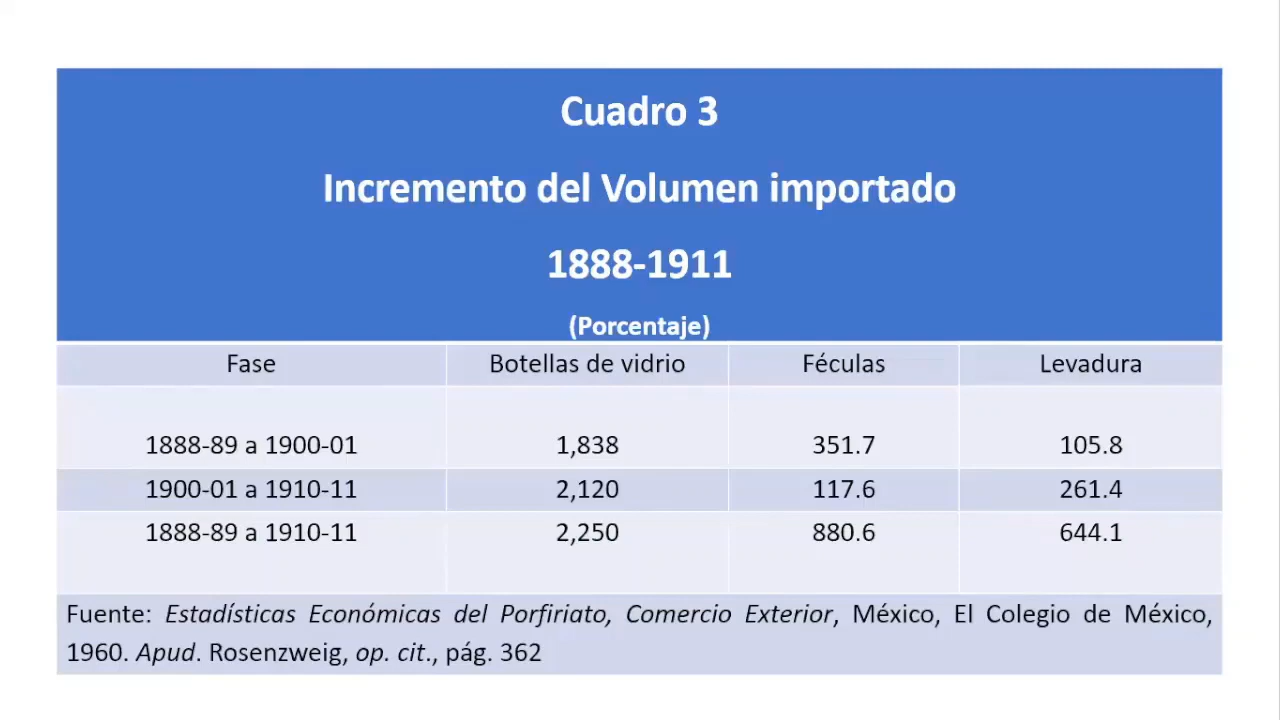 Cuadro 3
Incremento del Volumen importado
1888-1911
(Porcentaje)
Fase Botellas de vidrio Féculas Levadura
1888-89 a 1900-01 1,838 351.7 105.8
1900-01 a 1910-11 2,120 117.6 261.4
1888-89 a 1910-11 2,250 880.6 644.1
Fuente: Estadísticas Económicas del Porfiriato, Comercio Exterior, México, El Colegio de México,
1960. Apud. Rosenzweig, op. cit., pág. 362